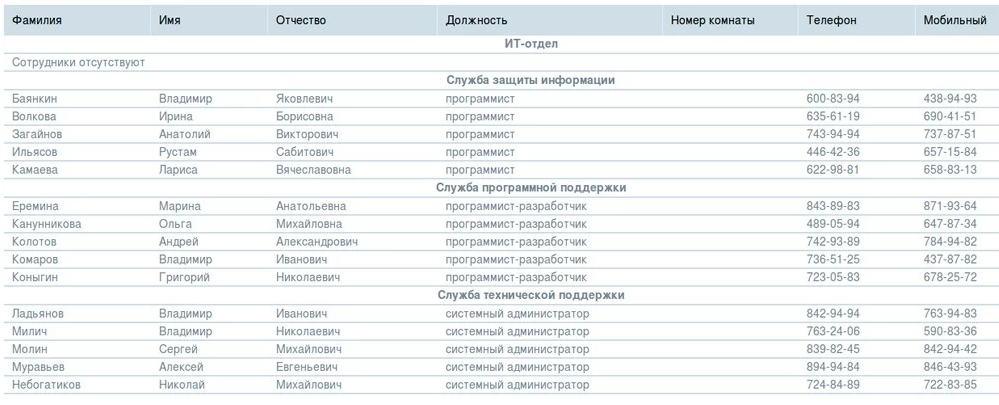 Фамилия Имя Отчество Должность Номер комнаты Телефон Мобильный
ИТ-отдел
Сотрудники отсутствуют
Служба защиты информации
Баянкин Владимир Яковлевич программист 600-83-94 438-94-93
Волкова Ирина Борисовна программист 635-61-19 690-41-51
Загайнов Анатолий Викторович программист 743-94-94 737-87-51
Ильясов Рустам Сабитович программист 446-42-36 657-15-84
Камаева Лариса Вячеславовна программист 622-98-81 658-83-13
Служба программной поддержки
Еремина Марина Анатольевна программист-разработчик 843-89-83 871-93-64
Канунникова Ольга Михайловна программист-разработчик 489-05-94 647-87-34
Колотов Андрей Александрович программист-разработчик 742-93-89 784-94-82
Комаров Владимир Иванович программист-разработчик 736-51-25 437-87-82
Коныгин Григорий Николаевич программист-разработчик 723-05-83 678-25-72
Служба технической поддержки
Ладьянов Владимир Иванович системный администратор 842-94-94 763-94-83
Милич Владимир Николаевич системный администратор 763-24-06 590-83-36
Молин Сергей Михайлович системный администратор 839-82-45 842-94-42
Муравьев Алексей Евгеньевич системный администратор 894-94-84 846-43-93
Небогатиков Николай Михайлович системный администратор 724-84-89 722-83-85